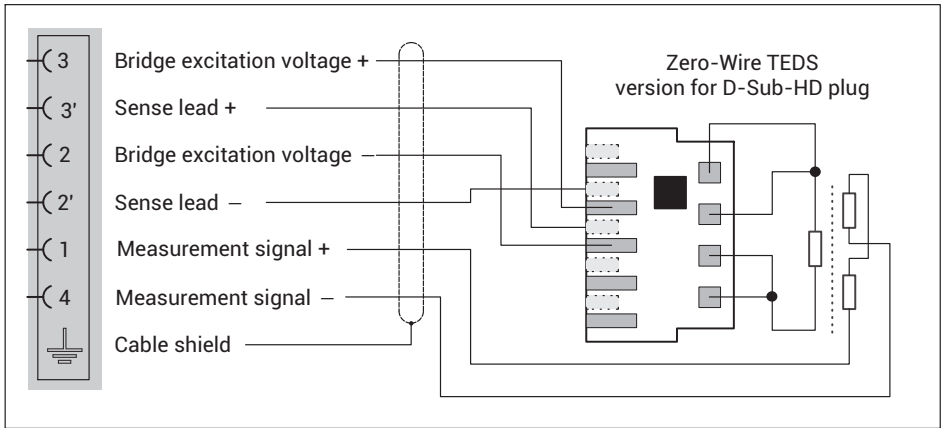 3 Bridge excitation voltage +
3' Sense lead +
2 Bridge excitation voltage –
2' Sense lead –
1 Measurement signal +
4 Measurement signal –
Cable shield
Zero-Wire TEDS
version for D-Sub-HD plug